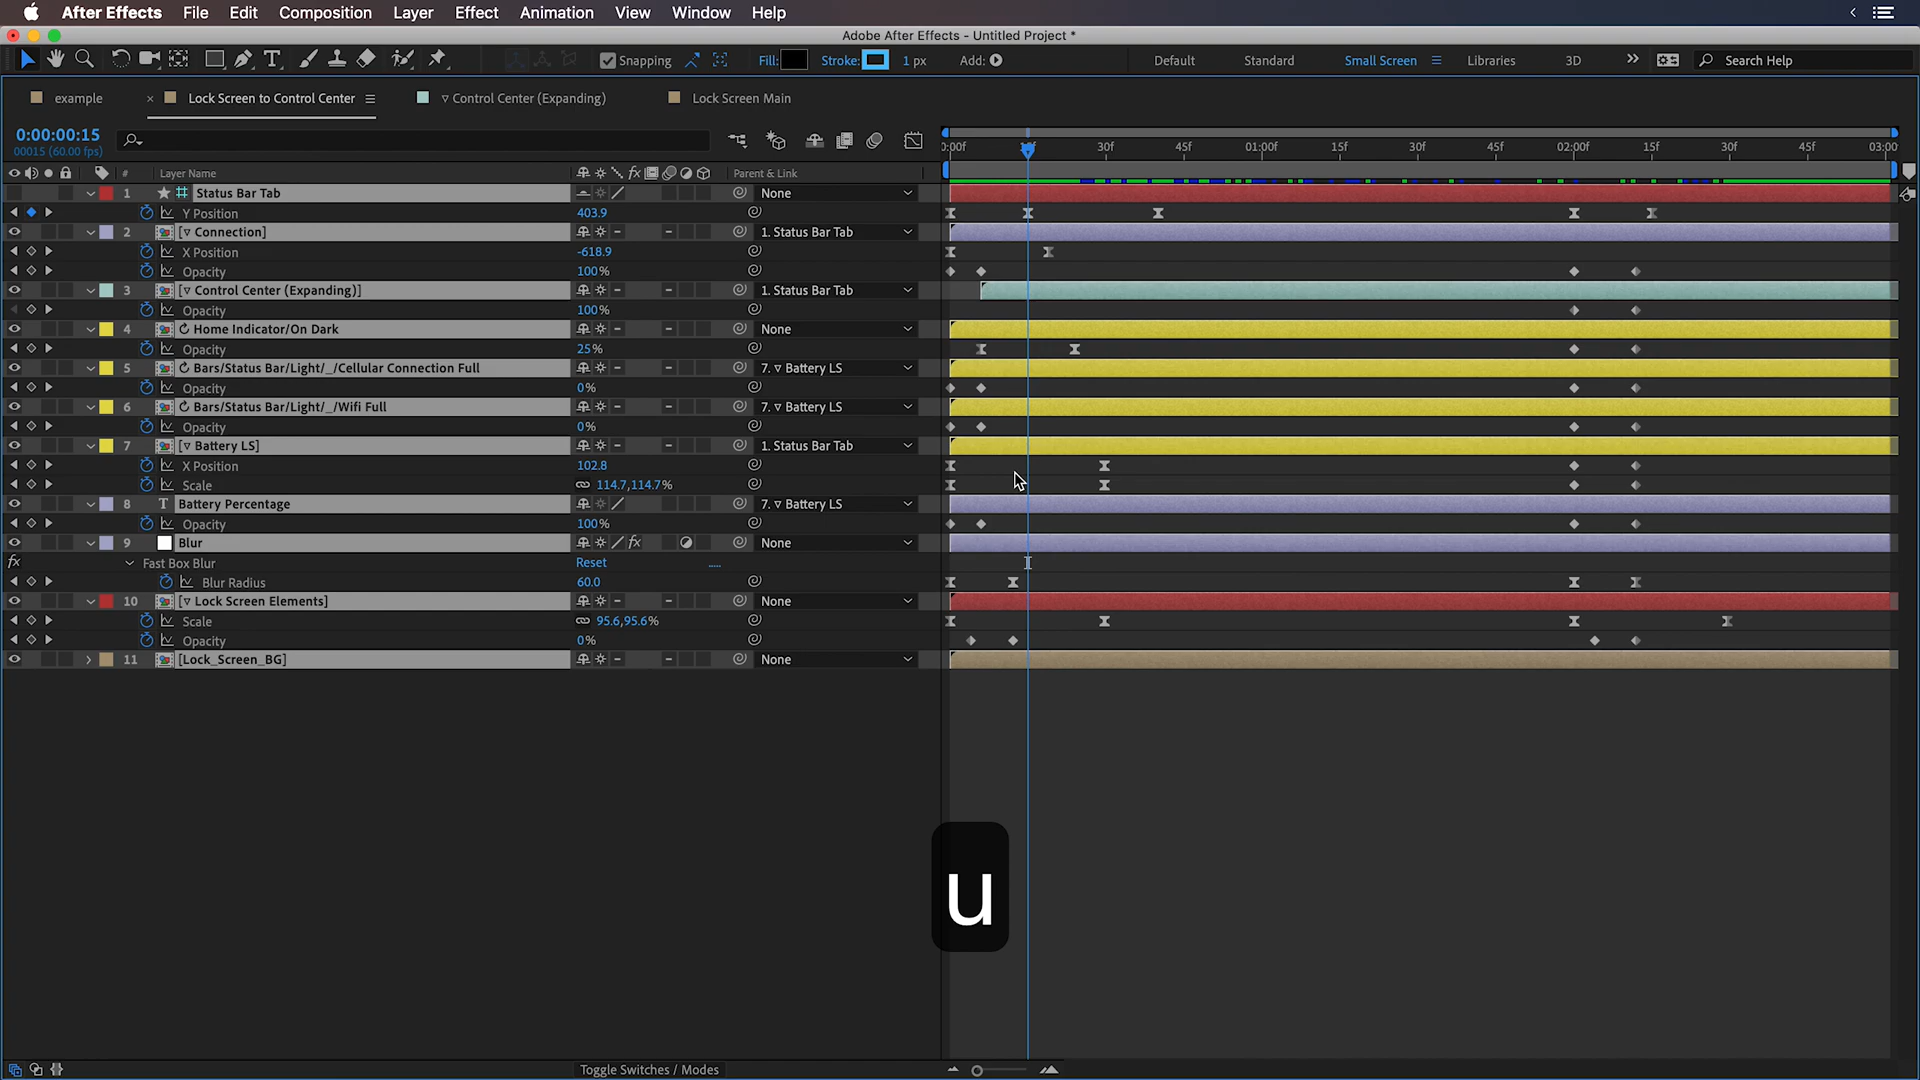 After Effects File Edit Composition Layer Effect Animation View Window Help
Adobe After Effects - Untitled Project *
Snapping Fill: Stroke: 1 px Add: Default Standard Small Screen Libraries 3D Search Help
example × Lock Screen to Control Center Control Center (Expanding) Lock Screen Main
0:00:00:15
00015 (60.00 fps)
0:00f 30f 45f 01:00f 15f 30f 45f 02:00f 15f 30f 45f 03:00
# Layer Name Parent & Link
1 Status Bar Tab None
Y Position 403.9
2 [▿ Connection] 1. Status Bar Tab
X Position -618.9
Opacity 100%
3 [▿ Control Center (Expanding)] 1. Status Bar Tab
Opacity 100%
4 Home Indicator/On Dark None
Opacity 25%
5 Bars/Status Bar/Light/_/Cellular Connection Full 7. ▿ Battery LS
Opacity 0%
6 Bars/Status Bar/Light/_/Wifi Full 7. ▿ Battery LS
Opacity 0%
7 [▿ Battery LS] 1. Status Bar Tab
X Position 102.8
Scale 114.7,114.7%
8 T Battery Percentage 7. ▿ Battery LS
Opacity 100%
9 Blur fx None
fx Fast Box Blur Reset .....
Blur Radius 60.0
10 [▿ Lock Screen Elements] None
Scale 95.6,95.6%
Opacity 0%
11 [Lock_Screen_BG] None
u
Toggle Switches / Modes